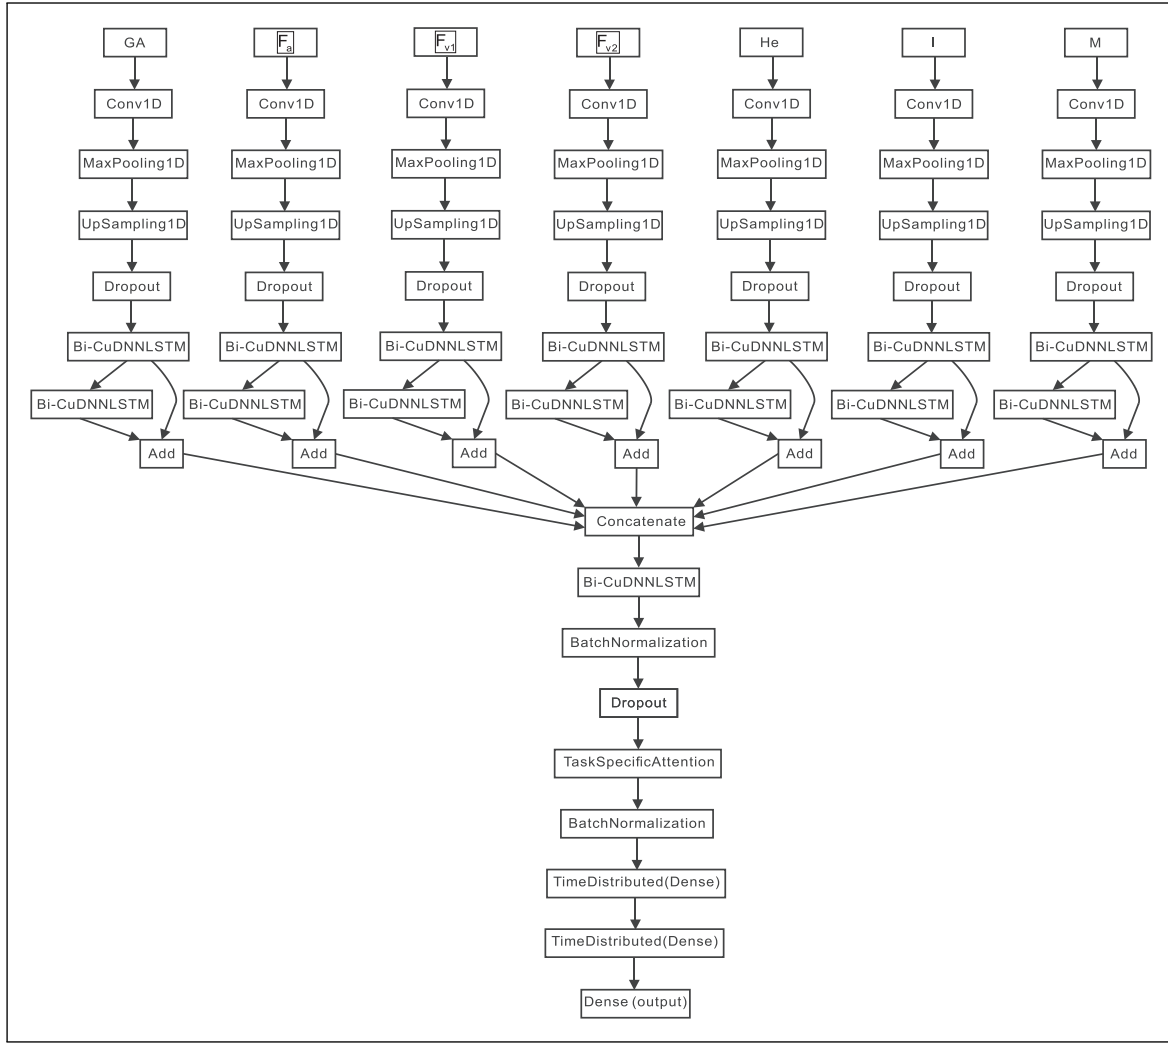 GA Fa Fv1 Fv2 He I M
Conv1D Conv1D Conv1D Conv1D Conv1D Conv1D Conv1D
MaxPooling1D MaxPooling1D MaxPooling1D MaxPooling1D MaxPooling1D MaxPooling1D MaxPooling1D
UpSampling1D UpSampling1D UpSampling1D UpSampling1D UpSampling1D UpSampling1D UpSampling1D
Dropout Dropout Dropout Dropout Dropout Dropout Dropout
Bi-CuDNNLSTM Bi-CuDNNLSTM Bi-CuDNNLSTM Bi-CuDNNLSTM Bi-CuDNNLSTM Bi-CuDNNLSTM Bi-CuDNNLSTM
Bi-CuDNNLSTM Bi-CuDNNLSTM Bi-CuDNNLSTM Bi-CuDNNLSTM Bi-CuDNNLSTM Bi-CuDNNLSTM Bi-CuDNNLSTM
Add Add Add Add Add Add Add
Concatenate
Bi-CuDNNLSTM
BatchNormalization
Dropout
TaskSpecificAttention
BatchNormalization
TimeDistributed(Dense)
TimeDistributed(Dense)
Dense (output)